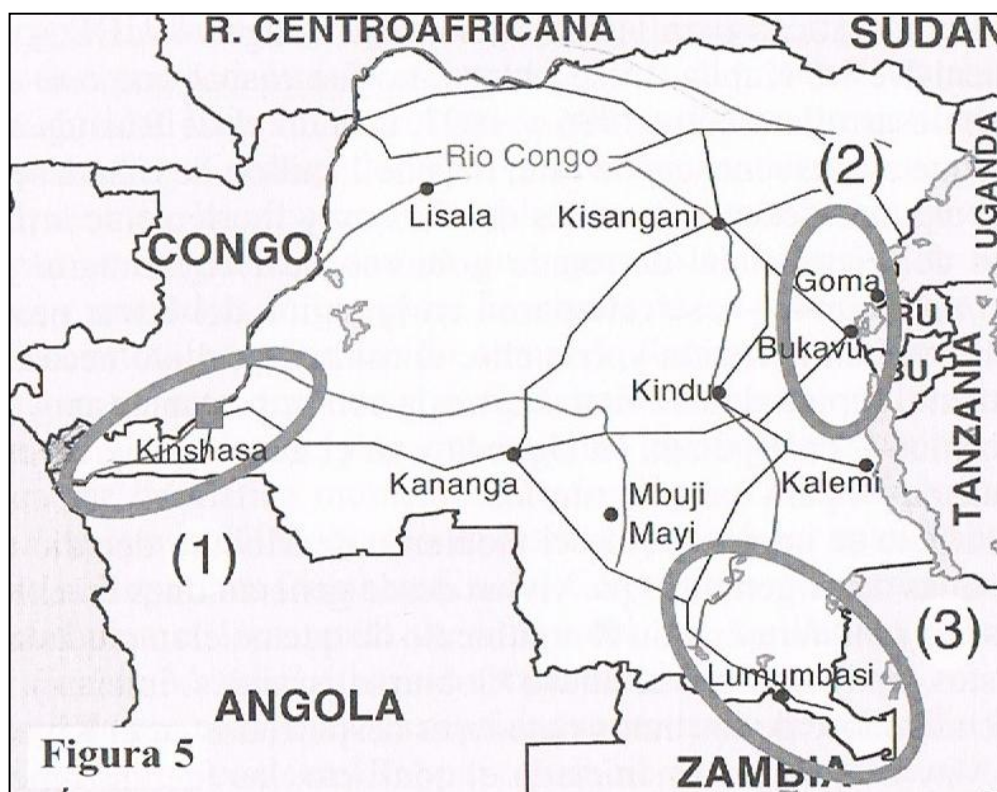 R. CENTROAFRICANA
SUDAN
UGANDA
Rio Congo
(2)
Lisala
Kisangani
CONGO
Goma
RU
Bukavu
BU
TANZANIA
Kindu
Kinshasa
Kananga
Kalemi
Mbuji
Mayi
(1)
(3)
Lumumbasi
ANGOLA
Figura 5
ZAMBIA